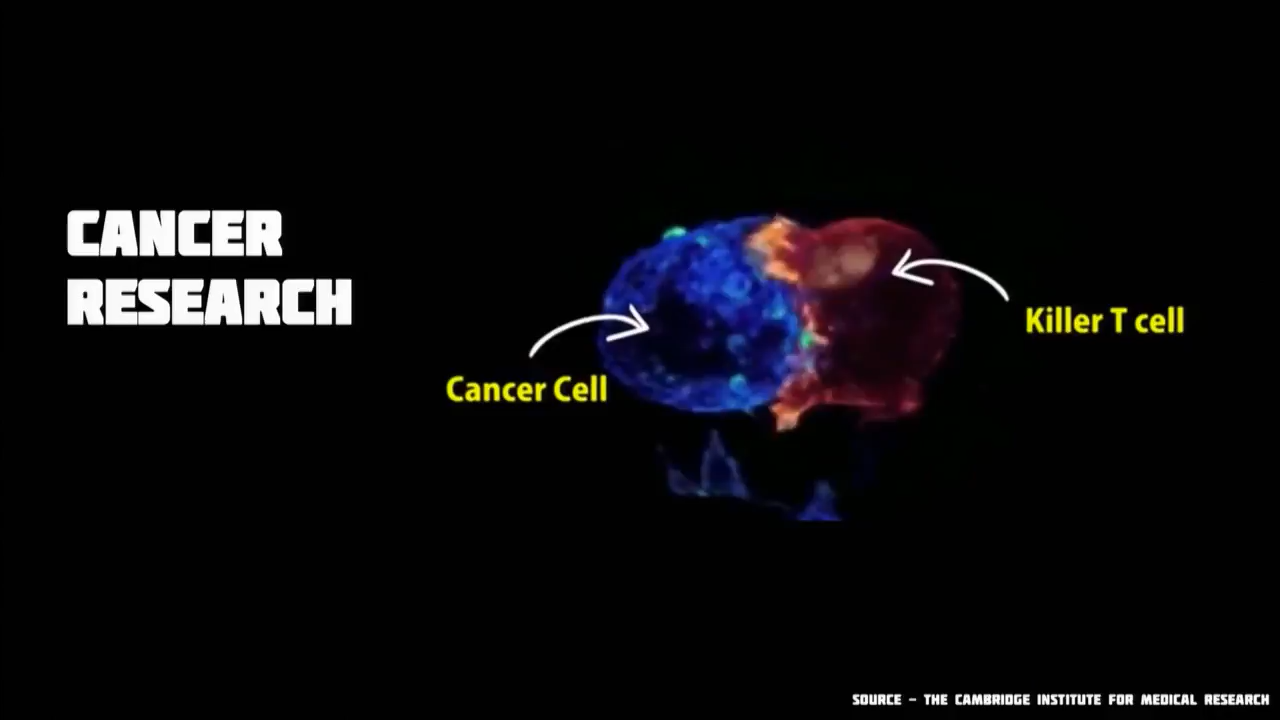 CANCER
RESEARCH
Killer T cell
Cancer Cell
SOURCE - THE CAMBRIDGE INSTITUTE FOR MEDICAL RESEARCH